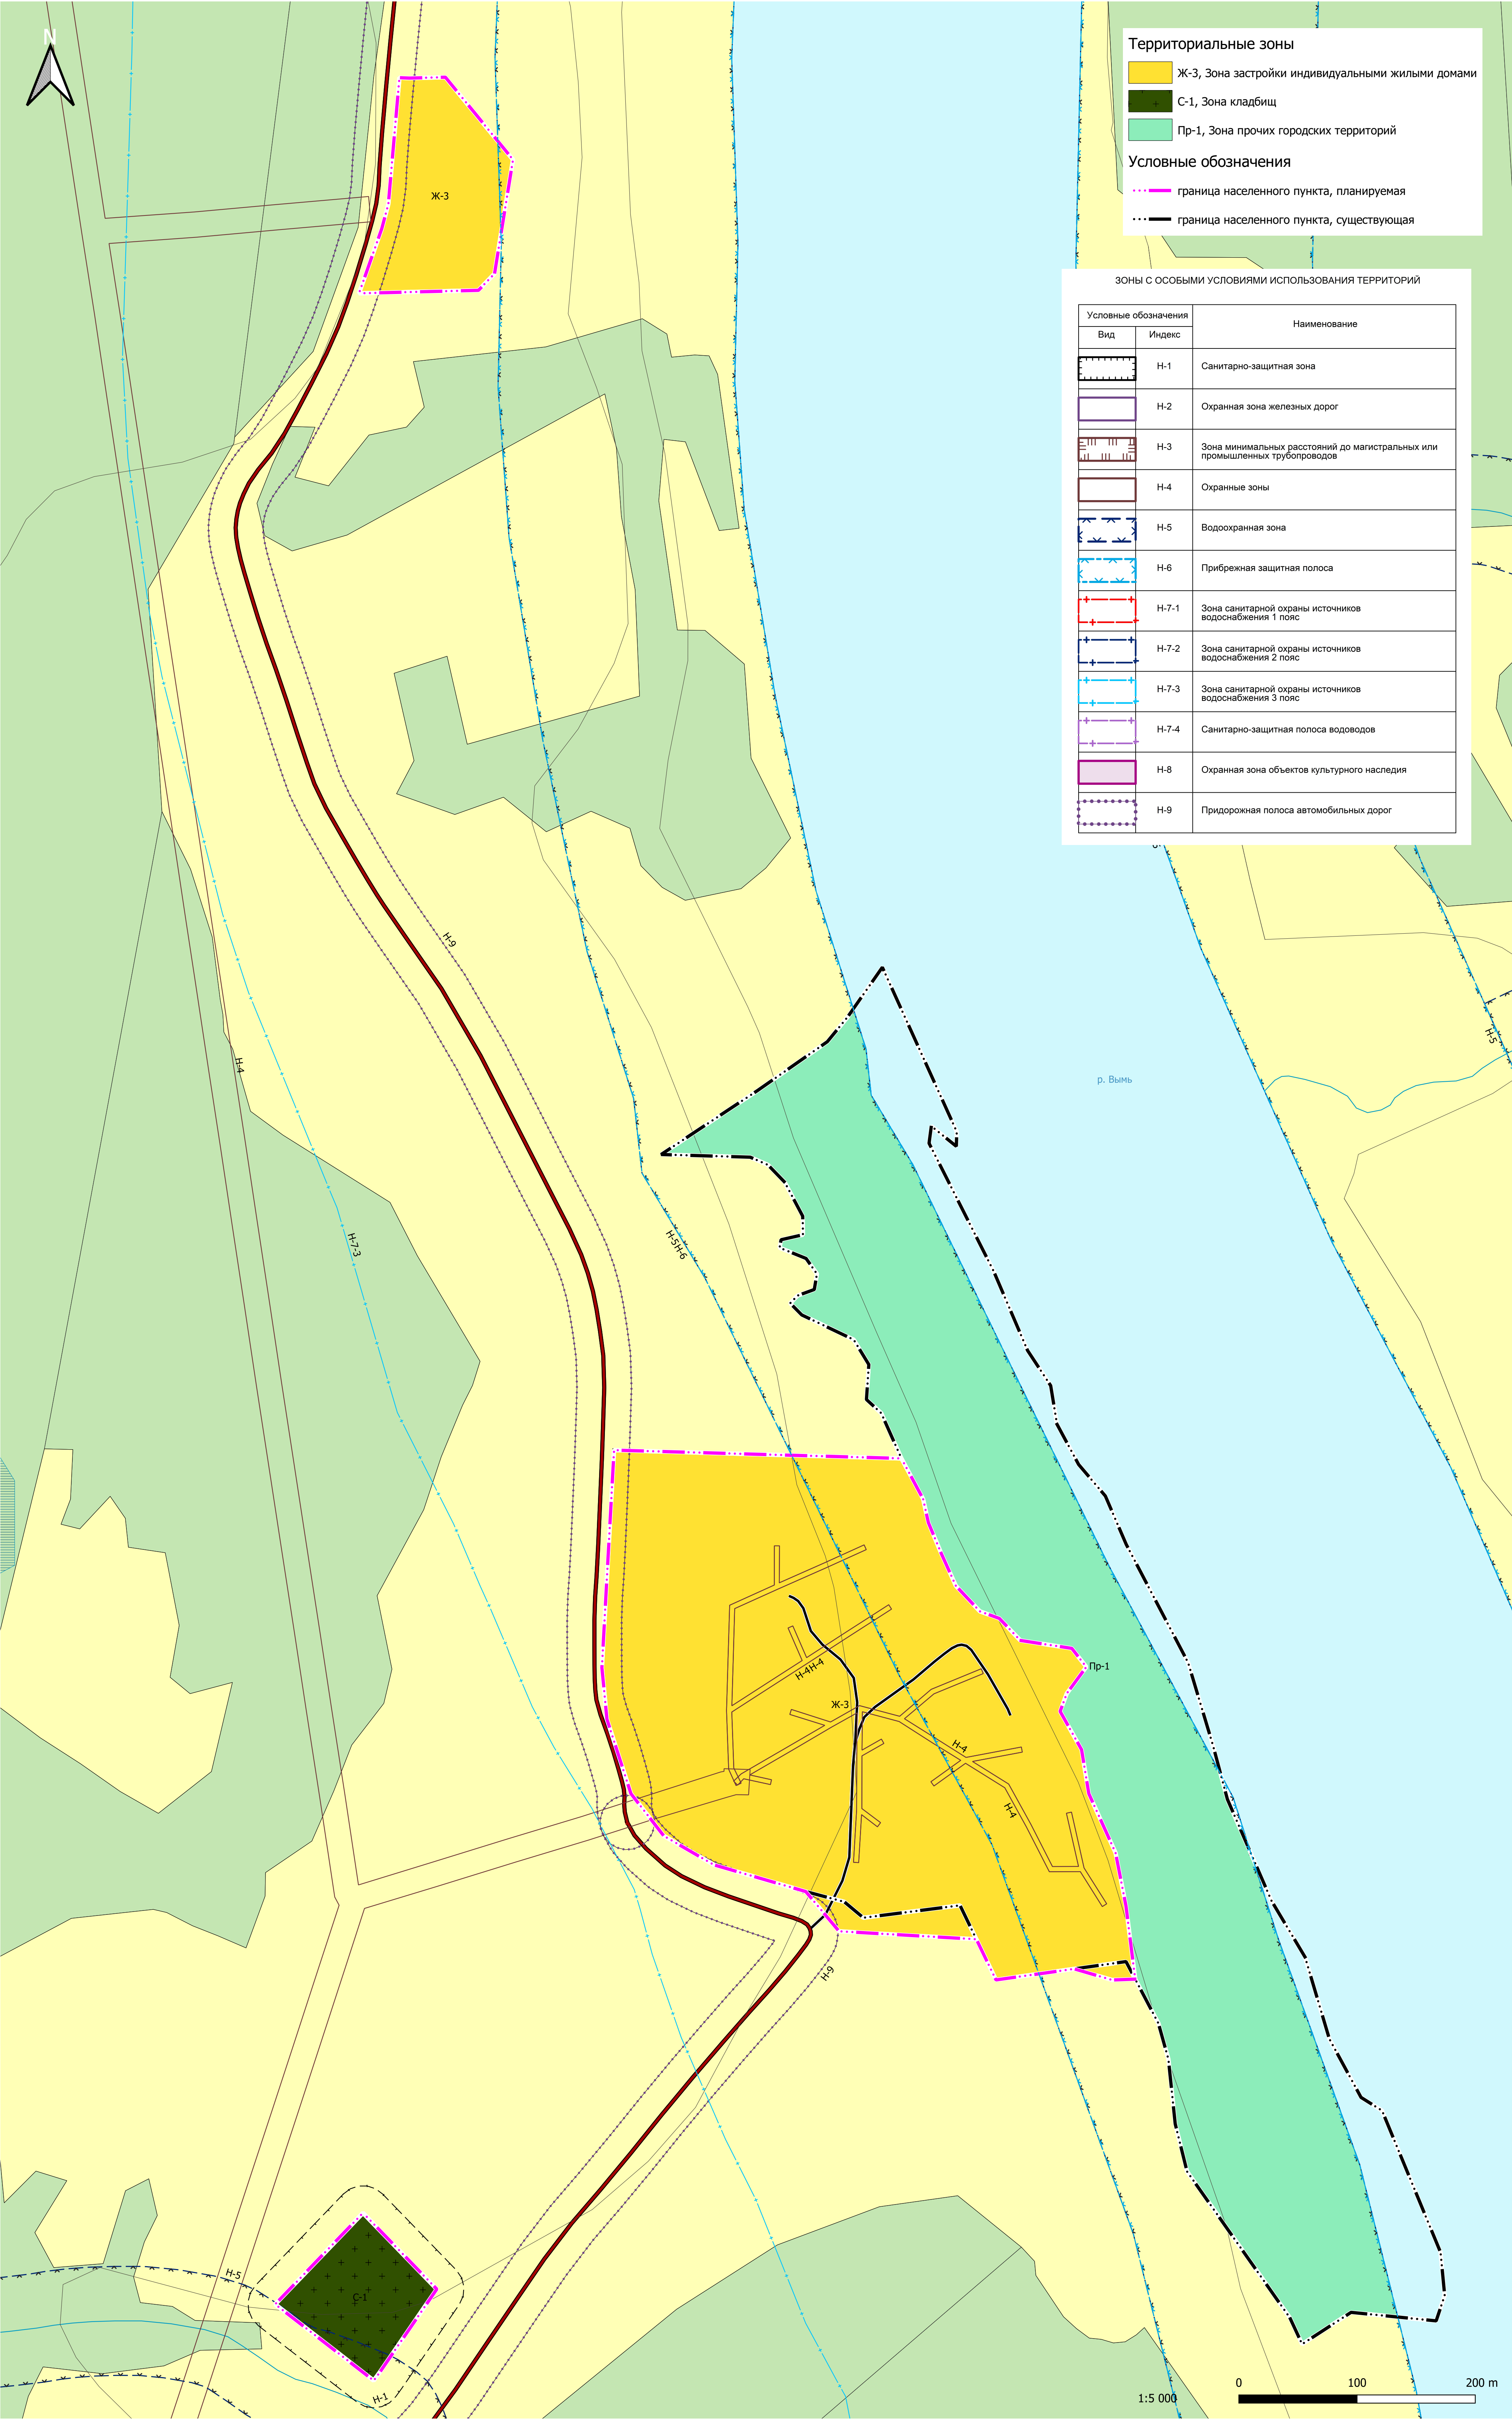 N
Территориальные зоны
Ж-3, Зона застройки индивидуальными жилыми домами
С-1, Зона кладбищ
Пр-1, Зона прочих городских территорий
Условные обозначения
граница населенного пункта, планируемая
граница населенного пункта, существующая
ЗОНЫ С ОСОБЫМИ УСЛОВИЯМИ ИСПОЛЬЗОВАНИЯ ТЕРРИТОРИЙ
Условные обозначения
Наименование
Вид
Индекс
Н-1
Санитарно-защитная зона
Н-2
Охранная зона железных дорог
Н-3
Зона минимальных расстояний до магистральных или
промышленных трубопроводов
Н-4
Охранные зоны
Н-5
Водоохранная зона
Н-6
Прибрежная защитная полоса
Н-7-1
Зона санитарной охраны источников
водоснабжения 1 пояс
Н-7-2
Зона санитарной охраны источников
водоснабжения 2 пояс
Н-7-3
Зона санитарной охраны источников
водоснабжения 3 пояс
Н-7-4
Санитарно-защитная полоса водоводов
Н-8
Охранная зона объектов культурного наследия
Н-9
Придорожная полоса автомобильных дорог
Ж-3
Н-9
Н-4
Н-5
р. Вымь
Н-7-3
Н-5Н-6
Н-4Н-4
Пр-1
Ж-3
Н-4
Н-4
Н-9
Н-5
С-1
Н-1
0 100 200 m
1:5 000